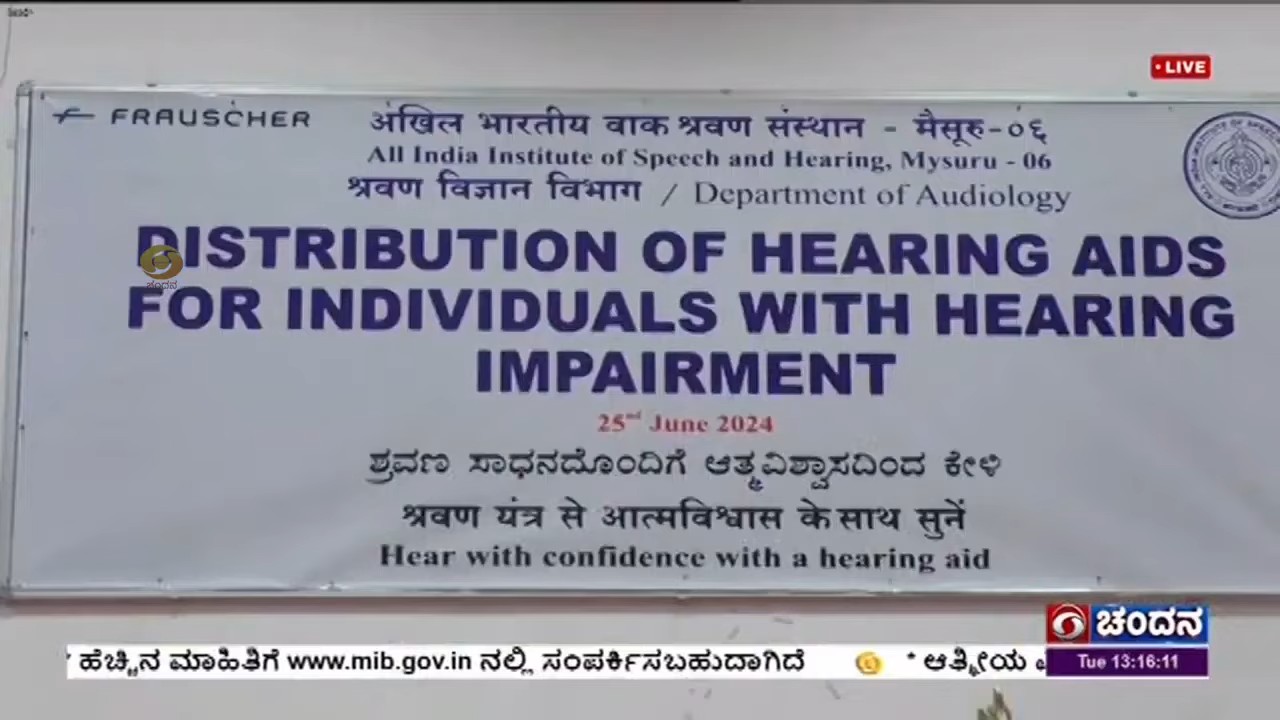 LIVE
FRAUSCHER
अखिल भारतीय वाक श्रवण संस्थान - मैसूरु-०६
All India Institute of Speech and Hearing, Mysuru - 06
श्रवण विज्ञान विभाग / Department of Audiology
DISTRIBUTION OF HEARING AIDS
ಚಂದನ
FOR INDIVIDUALS WITH HEARING
IMPAIRMENT
25nd June 2024
ಶ್ರವಣ ಸಾಧನದೊಂದಿಗೆ ಆತ್ಮವಿಶ್ವಾಸದಿಂದ ಕೇಳಿ
श्रवण यंत्र से आत्मविश्वास के साथ सुनें
Hear with confidence with a hearing aid
ಚಂದನ
* ಹೆಚ್ಚಿನ ಮಾಹಿತಿಗೆ www.mib.gov.in ನಲ್ಲಿ ಸಂಪರ್ಕಿಸಬಹುದಾಗಿದೆ * ಆತ್ಮೀಯ
Tue 13:16:11